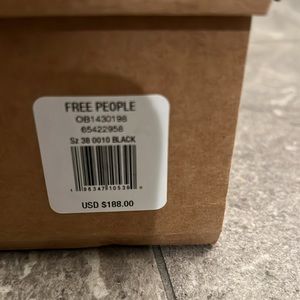 FREE PEOPLE
OB1430198
65422958
Sz 38 0010 BLACK
USD $188.00